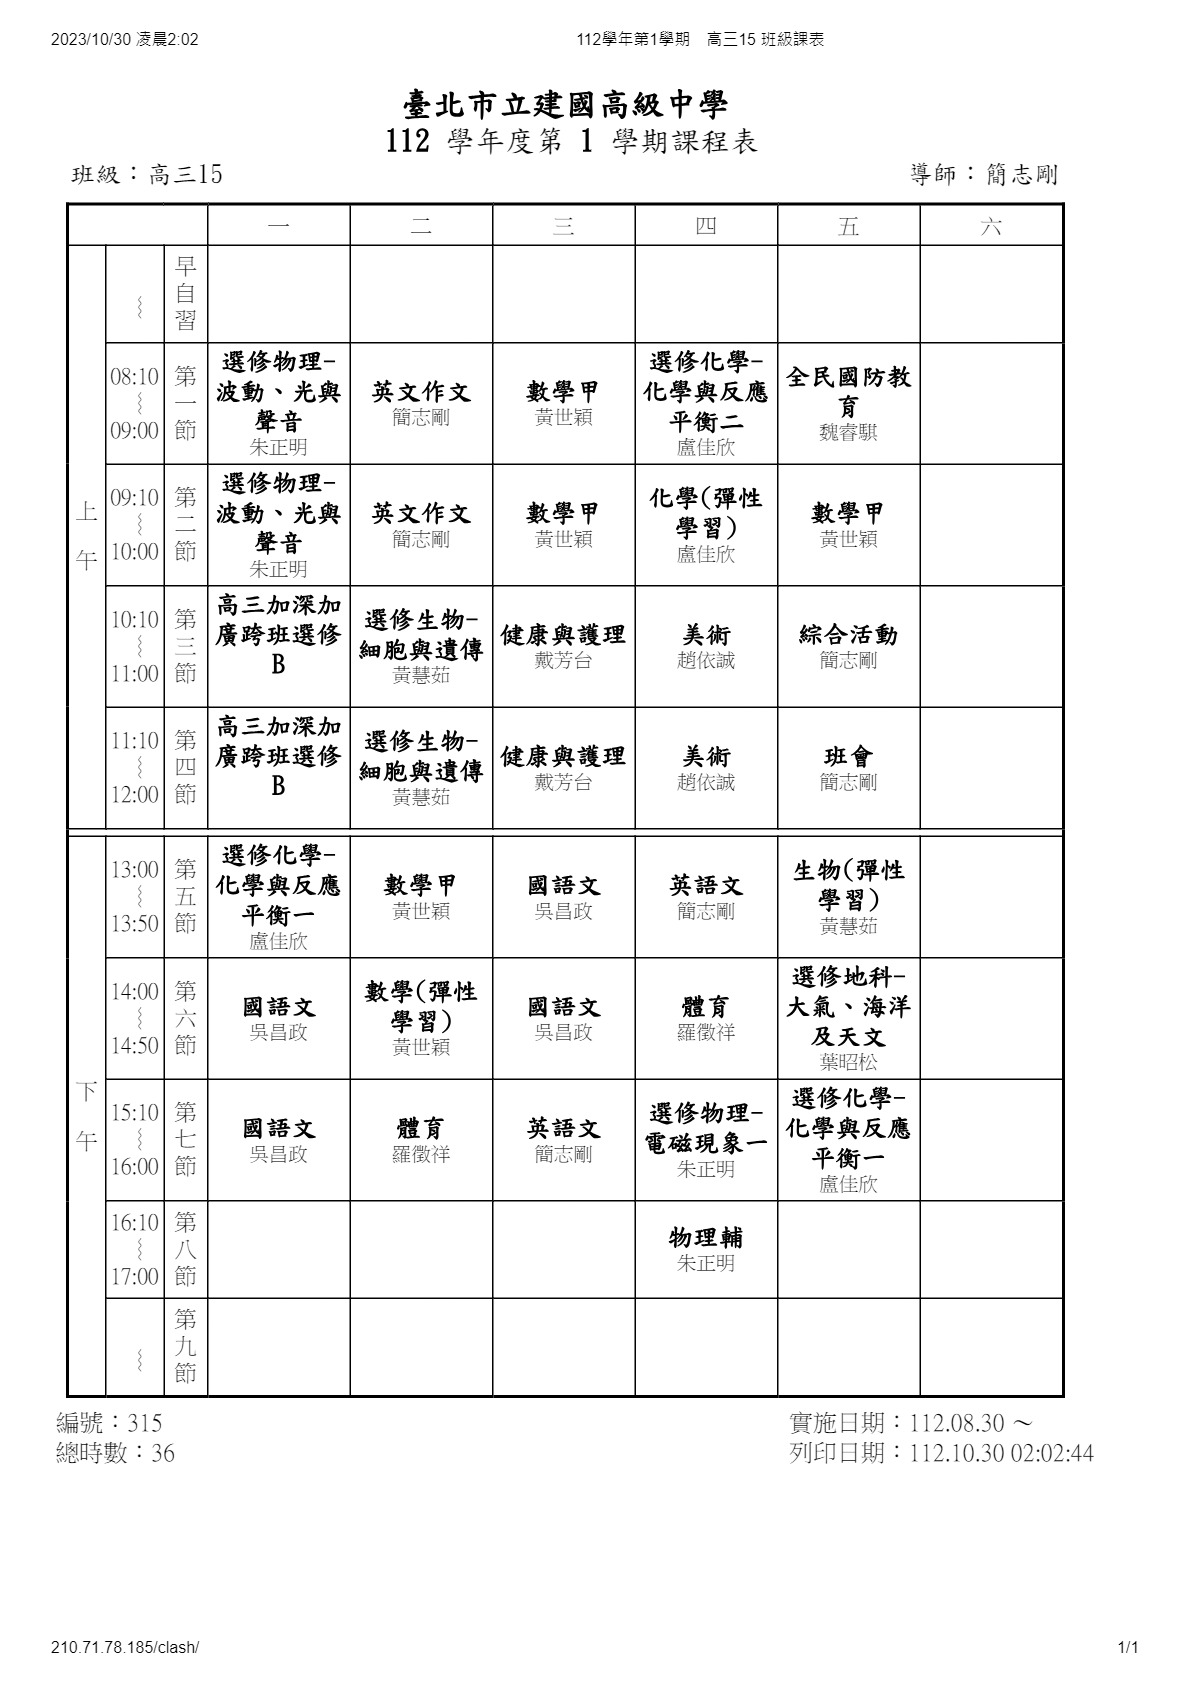 2023/10/30 凌晨2:02
112學年第1學期　高三15 班級課表
臺北市立建國高級中學
112 學年度第 1 學期課程表
班級：高三15
導師：簡志剛
一 二 三 四 五 六
上
午
～
早
自
習
08:10
～
09:00
第
一
節
選修物理-
波動、光與
聲音
朱正明
英文作文
簡志剛
數學甲
黃世穎
選修化學-
化學與反應
平衡二
盧佳欣
全民國防教
育
魏睿騏
09:10
～
10:00
第
二
節
選修物理-
波動、光與
聲音
朱正明
英文作文
簡志剛
數學甲
黃世穎
化學(彈性
學習)
盧佳欣
數學甲
黃世穎
10:10
～
11:00
第
三
節
高三加深加
廣跨班選修
B
選修生物-
細胞與遺傳
黃慧茹
健康與護理
戴芳台
美術
趙依誠
綜合活動
簡志剛
11:10
～
12:00
第
四
節
高三加深加
廣跨班選修
B
選修生物-
細胞與遺傳
黃慧茹
健康與護理
戴芳台
美術
趙依誠
班會
簡志剛
下
午
13:00
～
13:50
第
五
節
選修化學-
化學與反應
平衡一
盧佳欣
數學甲
黃世穎
國語文
吳昌政
英語文
簡志剛
生物(彈性
學習)
黃慧茹
14:00
～
14:50
第
六
節
國語文
吳昌政
數學(彈性
學習)
黃世穎
國語文
吳昌政
體育
羅徵祥
選修地科-
大氣、海洋
及天文
葉昭松
15:10
～
16:00
第
七
節
國語文
吳昌政
體育
羅徵祥
英語文
簡志剛
選修物理-
電磁現象一
朱正明
選修化學-
化學與反應
平衡一
盧佳欣
16:10
～
17:00
第
八
節
物理輔
朱正明
～
第
九
節
編號：315
總時數：36
實施日期：112.08.30 ～
列印日期：112.10.30 02:02:44
210.71.78.185/clash/
1/1